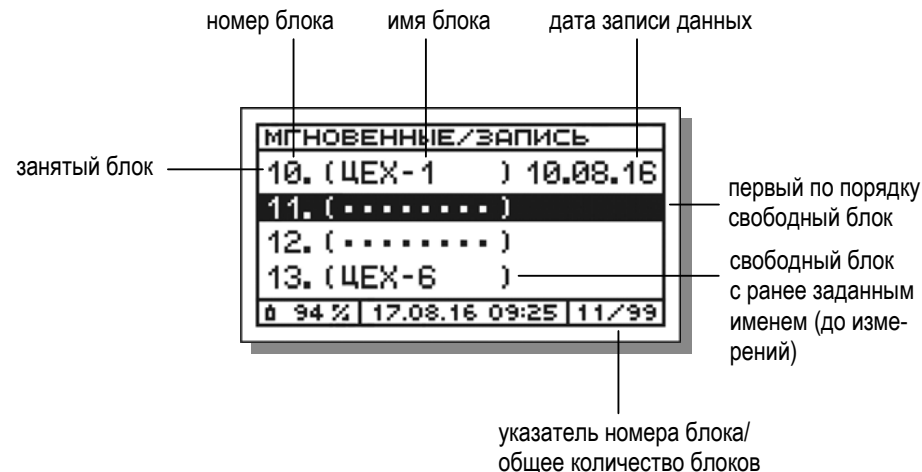 номер блока
имя блока
дата записи данных
МГНОВЕННЫЕ/ЗАПИСЬ
занятый блок
10. (ЦЕХ-1 ) 10.08.16
11. (........)
12. (........)
13. (ЦЕХ-6 )
94 % 17.08.16 09:25 11/99
первый по порядку
свободный блок
свободный блок
с ранее заданным
именем (до изме-
рений)
указатель номера блока/
общее количество блоков